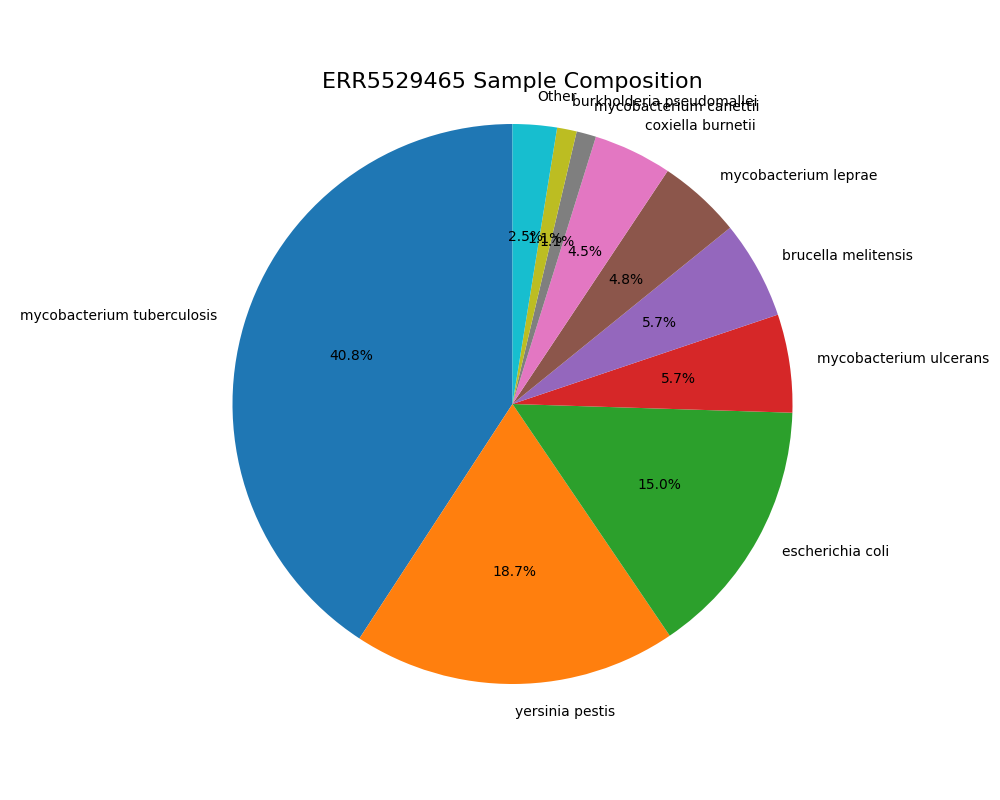 ERR5529465 Sample Composition
Other
burkholderia pseudomallei
mycobacterium canettii
coxiella burnetii
mycobacterium leprae
brucella melitensis
mycobacterium tuberculosis
mycobacterium ulcerans
escherichia coli
yersinia pestis
2.5%
1.1%
1.1%
4.5%
4.8%
5.7%
40.8%
5.7%
15.0%
18.7%